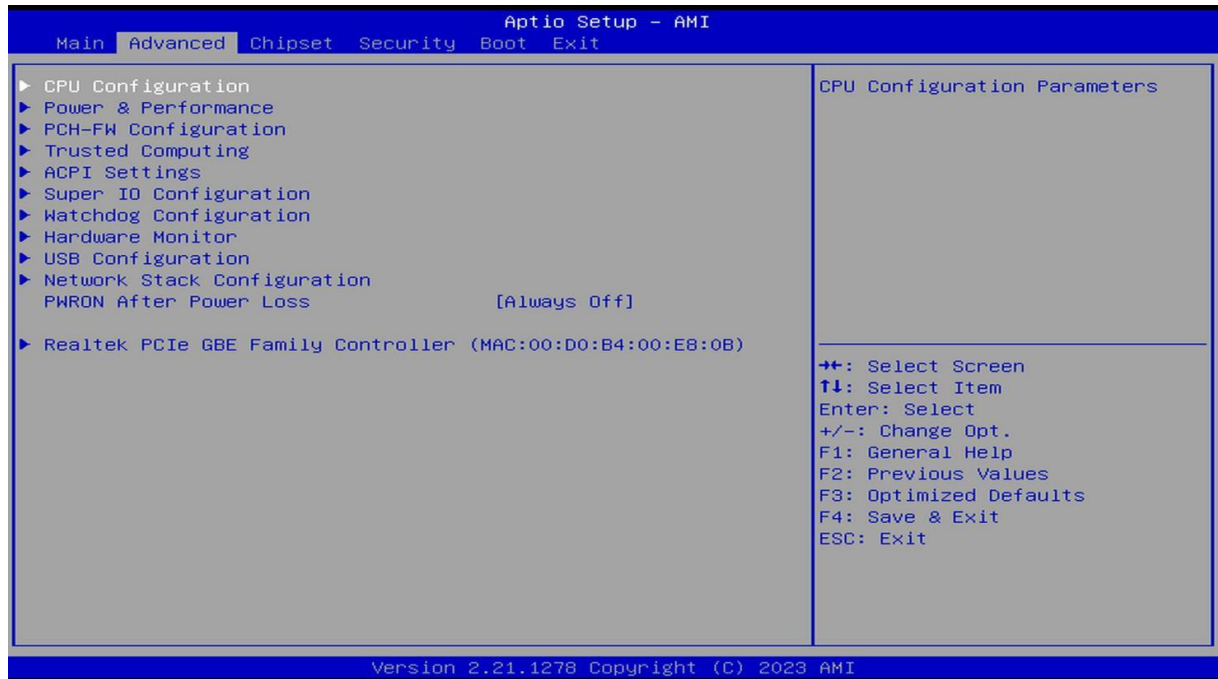 Aptio Setup - AMI
Main Advanced Chipset Security Boot Exit
▶ CPU Configuration
▶ Power & Performance
▶ PCH-FW Configuration
▶ Trusted Computing
▶ ACPI Settings
▶ Super IO Configuration
▶ Watchdog Configuration
▶ Hardware Monitor
▶ USB Configuration
▶ Network Stack Configuration
PWRON After Power Loss [Always Off]
▶ Realtek PCIe GBE Family Controller (MAC:00:D0:B4:00:E8:0B)
CPU Configuration Parameters
→←: Select Screen
↑↓: Select Item
Enter: Select
+/-: Change Opt.
F1: General Help
F2: Previous Values
F3: Optimized Defaults
F4: Save & Exit
ESC: Exit
Version 2.21.1278 Copyright (C) 2023 AMI